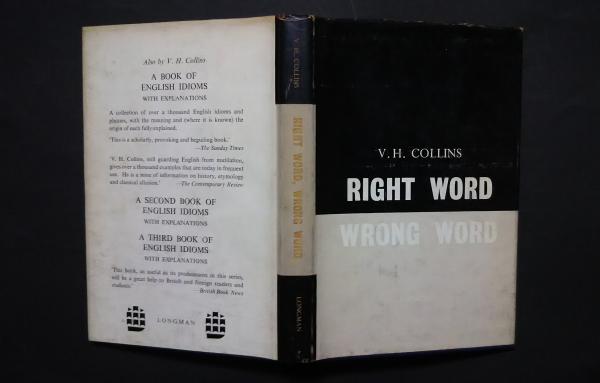 Also by V. H. Collins
A BOOK OF
ENGLISH IDIOMS
WITH EXPLANATIONS
A collection of over a thousand English idioms and
phrases, with the meaning and (where it is known) the
origin of each fully explained.
'This is a scholarly, provoking and beguiling book.'
—The Sunday Times
'V. H. Collins, still guarding English from mutilation,
gives over a thousand examples that are today in frequent
use. He is a mine of information on history, etymology
and classical allusion.' —The Contemporary Review
A SECOND BOOK OF
ENGLISH IDIOMS
WITH EXPLANATIONS
A THIRD BOOK OF
ENGLISH IDIOMS
WITH EXPLANATIONS
'This book, as useful as its predecessors in this series,
will be a great help to British and foreign readers and
students.' British Book News
LONGMAN
V. H. COLLINS
RIGHT WORD, WRONG WORD
LONGMAN
V. H. COLLINS
RIGHT WORD
WRONG WORD